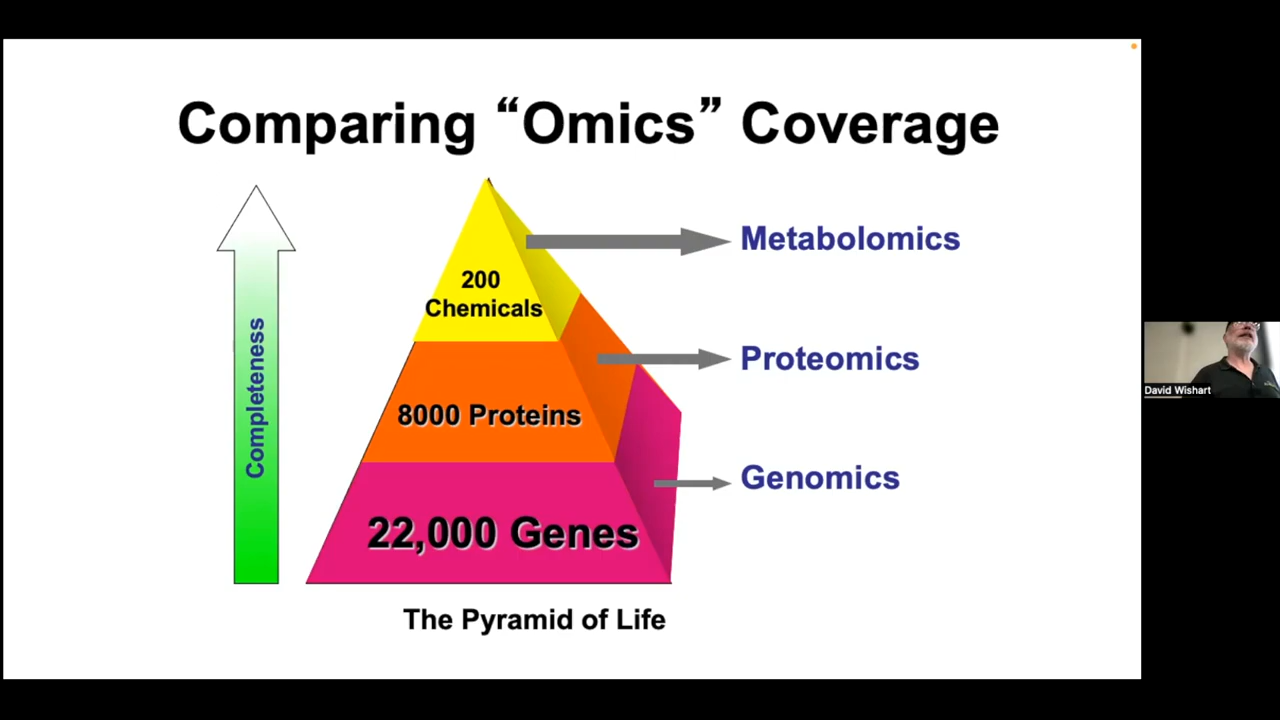 Comparing “Omics” Coverage
Completeness
200
Chemicals
Metabolomics
8000 Proteins
Proteomics
22,000 Genes
Genomics
The Pyramid of Life
David Wishart